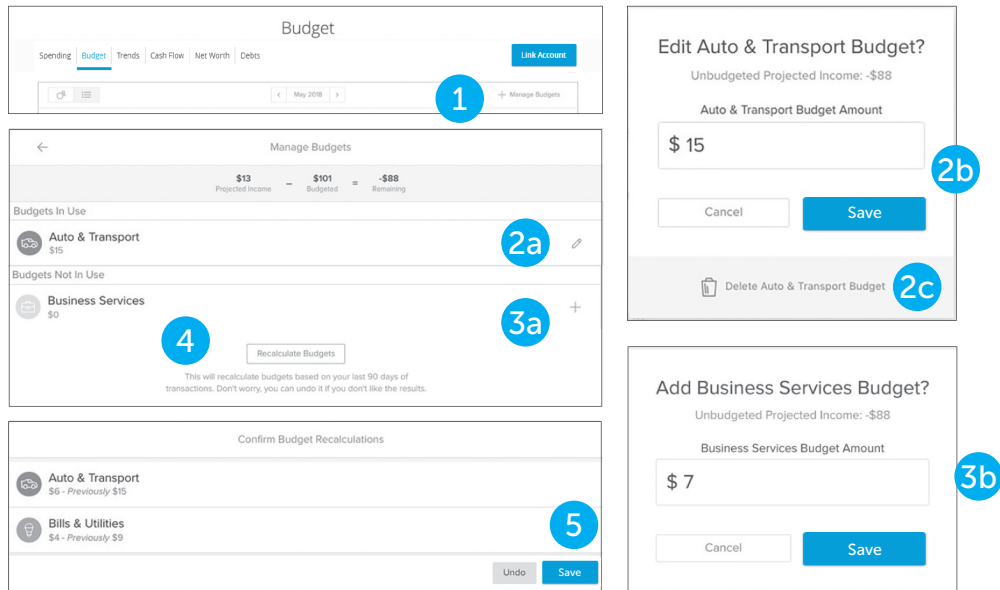 Budget
Spending Budget Trends Cash Flow Net Worth Debts Link Account
< May 2018 > 1 + Manage Budgets
Manage Budgets
$13 – $101 = -$88
Projected Income Budgeted Remaining
Budgets In Use
Auto & Transport
$15
2a
Budgets Not In Use
Business Services
$0
3a
4
Recalculate Budgets
This will recalculate budgets based on your last 90 days of
transactions. Don't worry, you can undo it if you don't like the results.
Confirm Budget Recalculations
Auto & Transport
$6 - Previously $15
Bills & Utilities
$4 - Previously $9
5
Undo Save
Edit Auto & Transport Budget?
Unbudgeted Projected Income: -$88
Auto & Transport Budget Amount
$ 15
2b
Cancel Save
Delete Auto & Transport Budget 2c
Add Business Services Budget?
Unbudgeted Projected Income: -$88
Business Services Budget Amount
$ 7
3b
Cancel Save